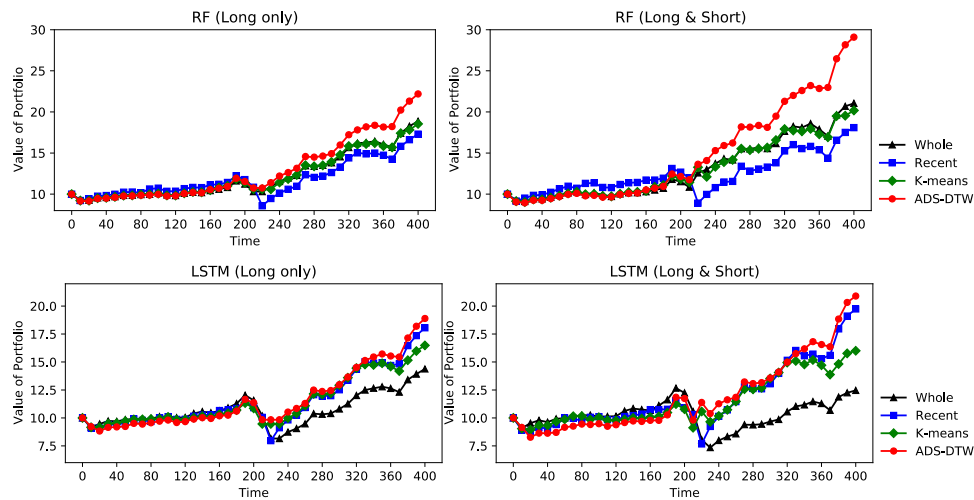 RF (Long only)
30
25
20
15
10
Value of Portfolio
0 40 80 120 160 200 240 280 320 360 400
Time
RF (Long & Short)
30
25
20
15
10
Value of Portfolio
0 40 80 120 160 200 240 280 320 360 400
Time
Whole
Recent
K-means
ADS-DTW
LSTM (Long only)
20.0
17.5
15.0
12.5
10.0
7.5
Value of Portfolio
0 40 80 120 160 200 240 280 320 360 400
Time
LSTM (Long & Short)
20.0
17.5
15.0
12.5
10.0
7.5
Value of Portfolio
0 40 80 120 160 200 240 280 320 360 400
Time
Whole
Recent
K-means
ADS-DTW